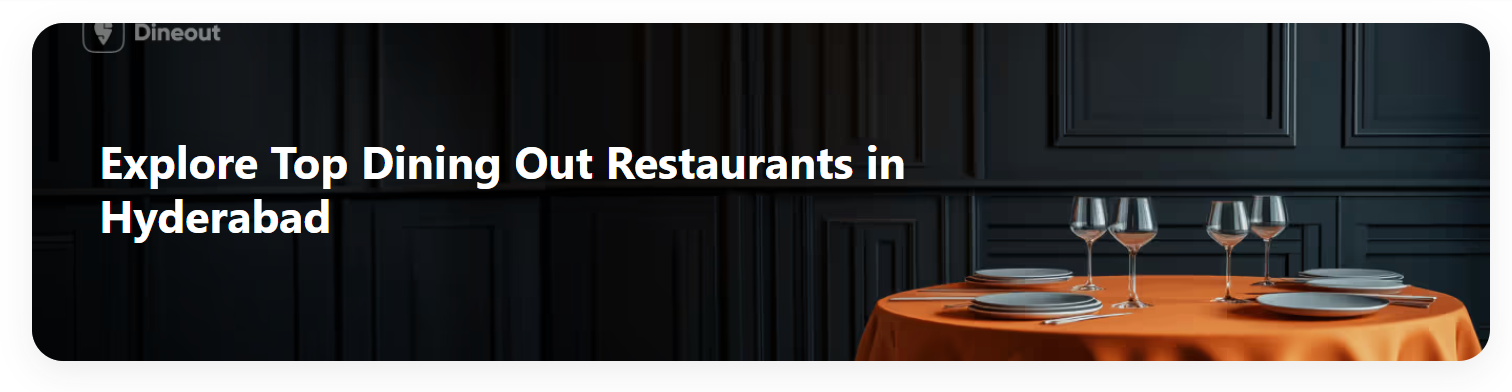 Dineout
Explore Top Dining Out Restaurants in
Hyderabad